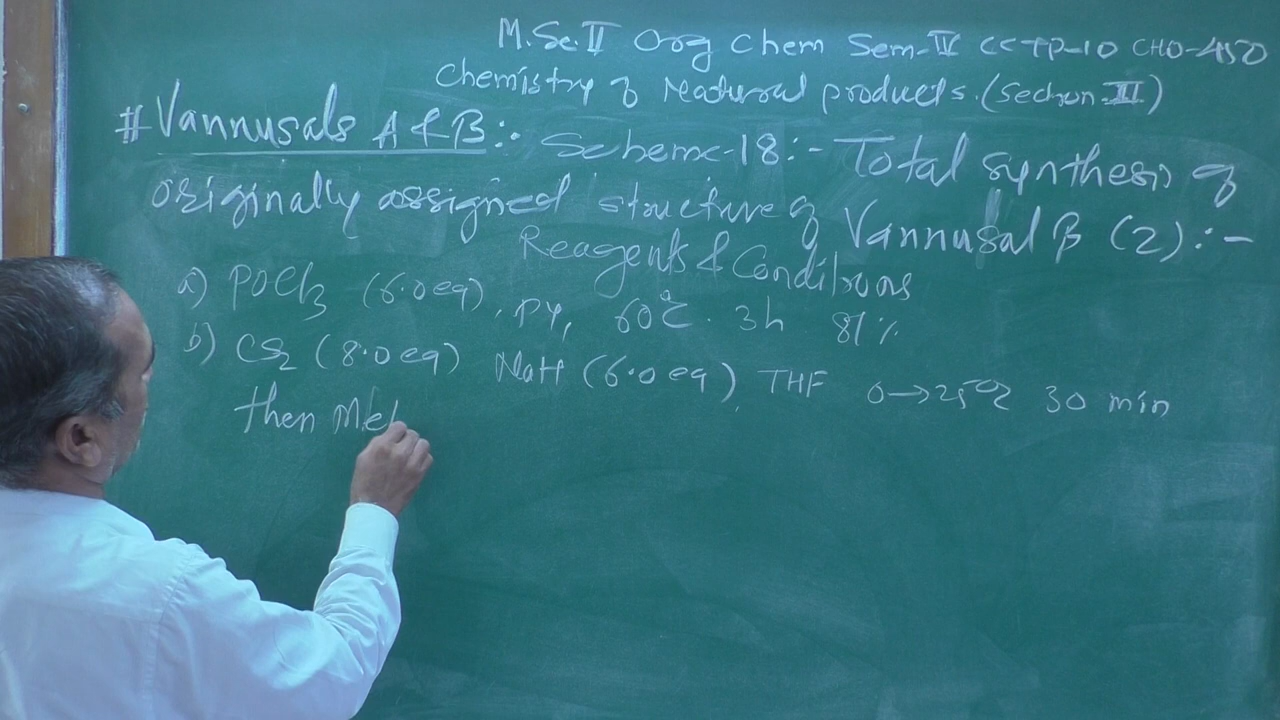 M.Sc. II Org Chem Sem-IV CCTP-10 CHO-450
Chemistry of Natural products. (Section-II)
# Vannusals A & B :- Scheme-18:- Total synthesis of
originally assigned structure of Vannusal B (2):-
Reagents & Conditions
a) POCl3 (6.0 eq), py, 60°C. 3h 81%
b) CS2 (8.0 eq) NaH (6.0 eq), THF 0→25°C 30 min
then Me